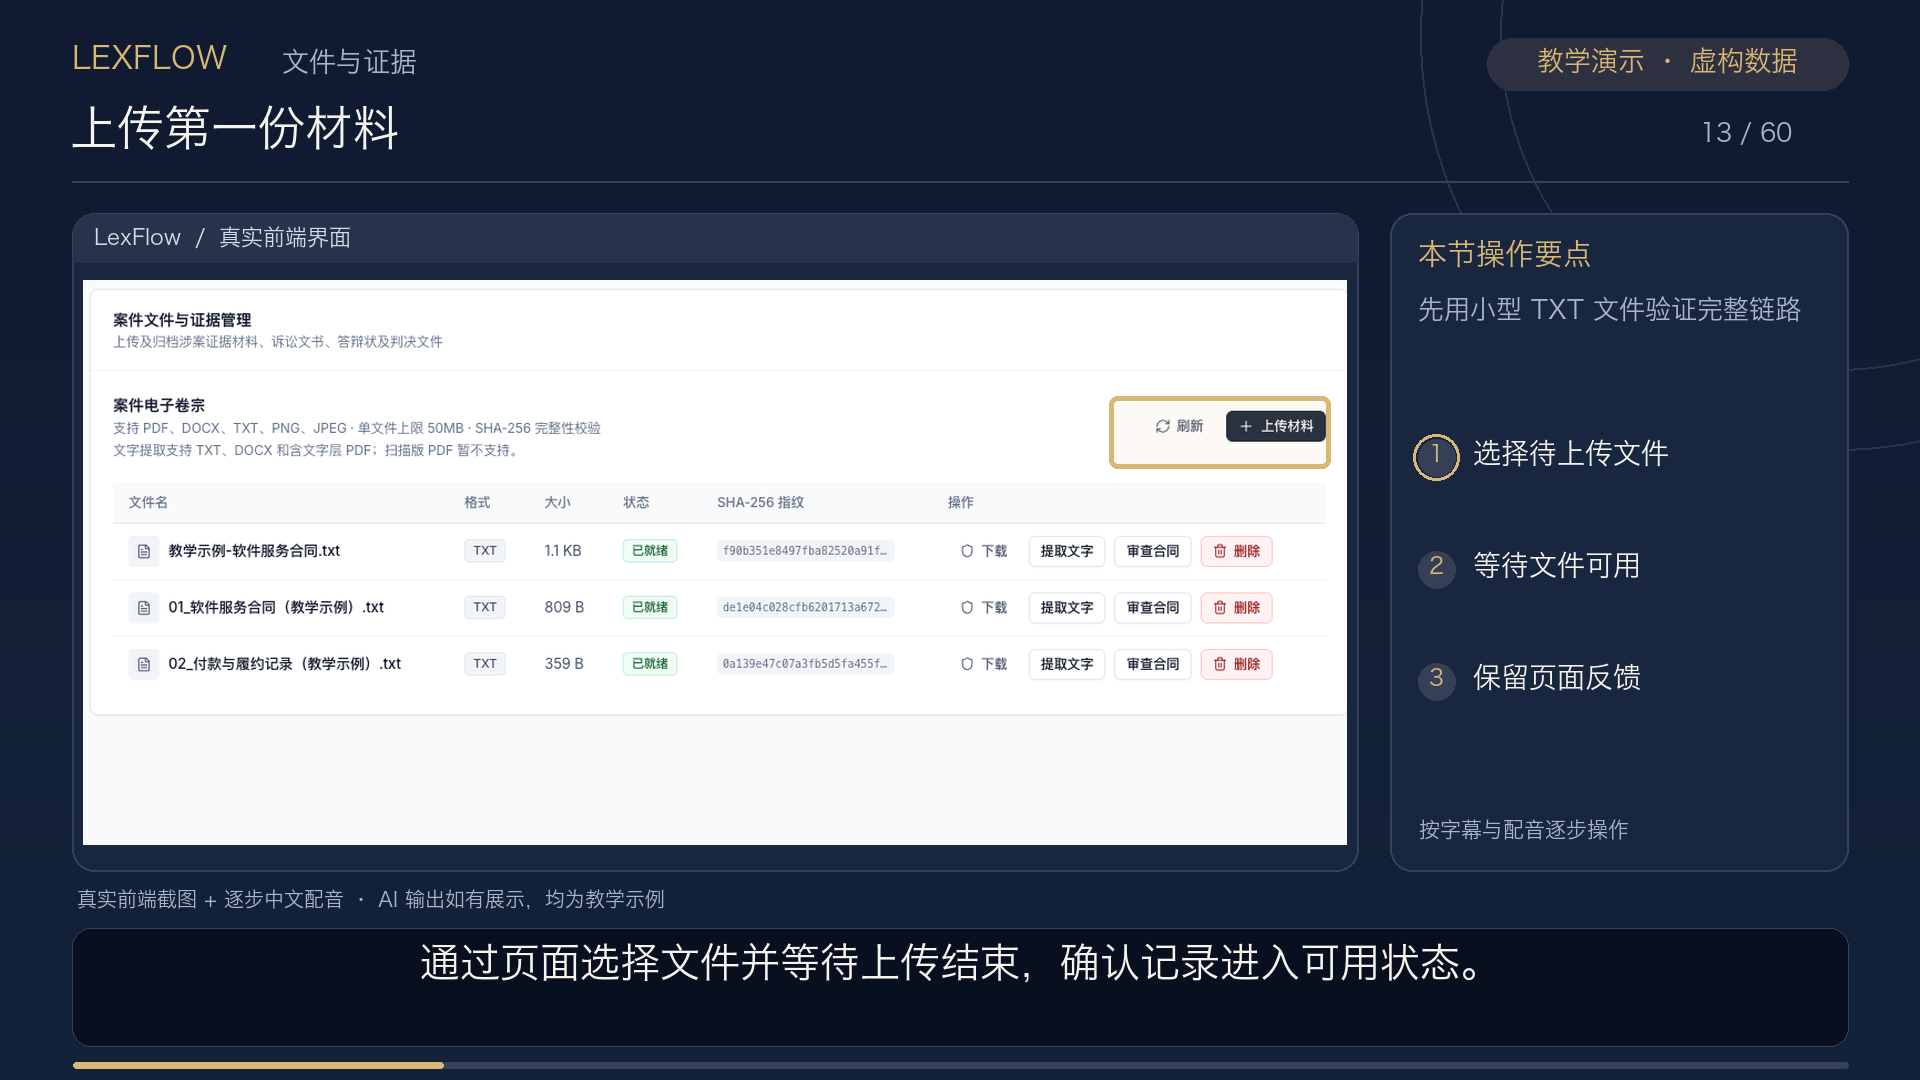 LEXFLOW 文件与证据
教学演示 · 虚构数据
上传第一份材料
13 / 60
LexFlow / 真实前端界面
案件文件与证据管理
上传及归档涉案证据材料、诉讼文书、答辩状及判决文件
案件电子卷宗
支持 PDF、DOCX、TXT、PNG、JPEG · 单文件上限 50MB · SHA-256 完整性校验
文字提取支持 TXT、DOCX 和含文字层 PDF；扫描版 PDF 暂不支持。
刷新 + 上传材料
文件名 格式 大小 状态 SHA-256 指纹 操作
教学示例-软件服务合同.txt TXT 1.1 KB 已就绪 f90b351e8497fba82520a91f… 下载 提取文字 审查合同 删除
01_软件服务合同（教学示例）.txt TXT 809 B 已就绪 de1e04c028cfb6201713a672… 下载 提取文字 审查合同 删除
02_付款与履约记录（教学示例）.txt TXT 359 B 已就绪 0a139e47c07a3fb5d5fa455f… 下载 提取文字 审查合同 删除
本节操作要点
先用小型 TXT 文件验证完整链路
1 选择待上传文件
2 等待文件可用
3 保留页面反馈
按字幕与配音逐步操作
真实前端截图 + 逐步中文配音 · AI 输出如有展示，均为教学示例
通过页面选择文件并等待上传结束，确认记录进入可用状态。